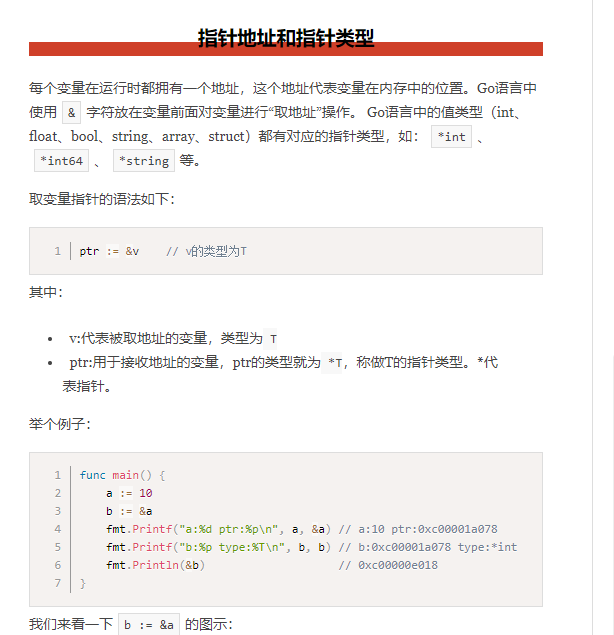 指针地址和指针类型
每个变量在运行时都拥有一个地址，这个地址代表变量在内存中的位置。Go语言中
使用 & 字符放在变量前面对变量进行“取地址”操作。 Go语言中的值类型（int、
float、bool、string、array、struct）都有对应的指针类型，如： *int 、
*int64 、 *string 等。
取变量指针的语法如下：
1 ptr := &v    // v的类型为T
其中：
• v:代表被取地址的变量，类型为 T
• ptr:用于接收地址的变量，ptr的类型就为 *T，称做T的指针类型。*代
表指针。
举个例子：
1 func main() {
2     a := 10
3     b := &a
4     fmt.Printf("a:%d ptr:%p\n", a, &a) // a:10 ptr:0xc00001a078
5     fmt.Printf("b:%p type:%T\n", b, b) // b:0xc00001a078 type:*int
6     fmt.Println(&b)                    // 0xc00000e018
7 }
我们来看一下 b := &a 的图示：